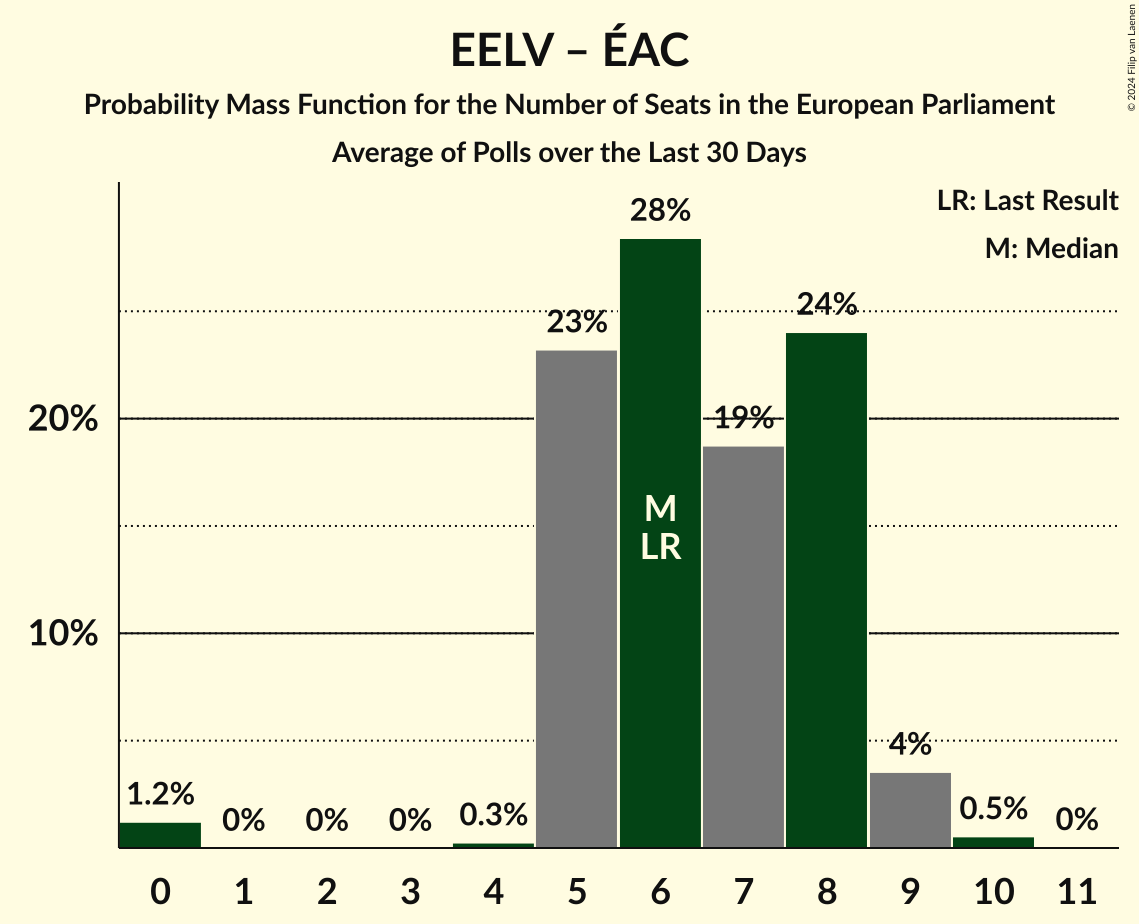 EELV – ÉAC
Probability Mass Function for the Number of Seats in the European Parliament
Average of Polls over the Last 30 Days
© 2024 Filip van Laenen
LR: Last Result
M: Median
28%
24%
23%
20%
19%
M
LR
10%
4%
1.2%
0%
0%
0%
0.3%
0.5%
0%
0 1 2 3 4 5 6 7 8 9 10 11